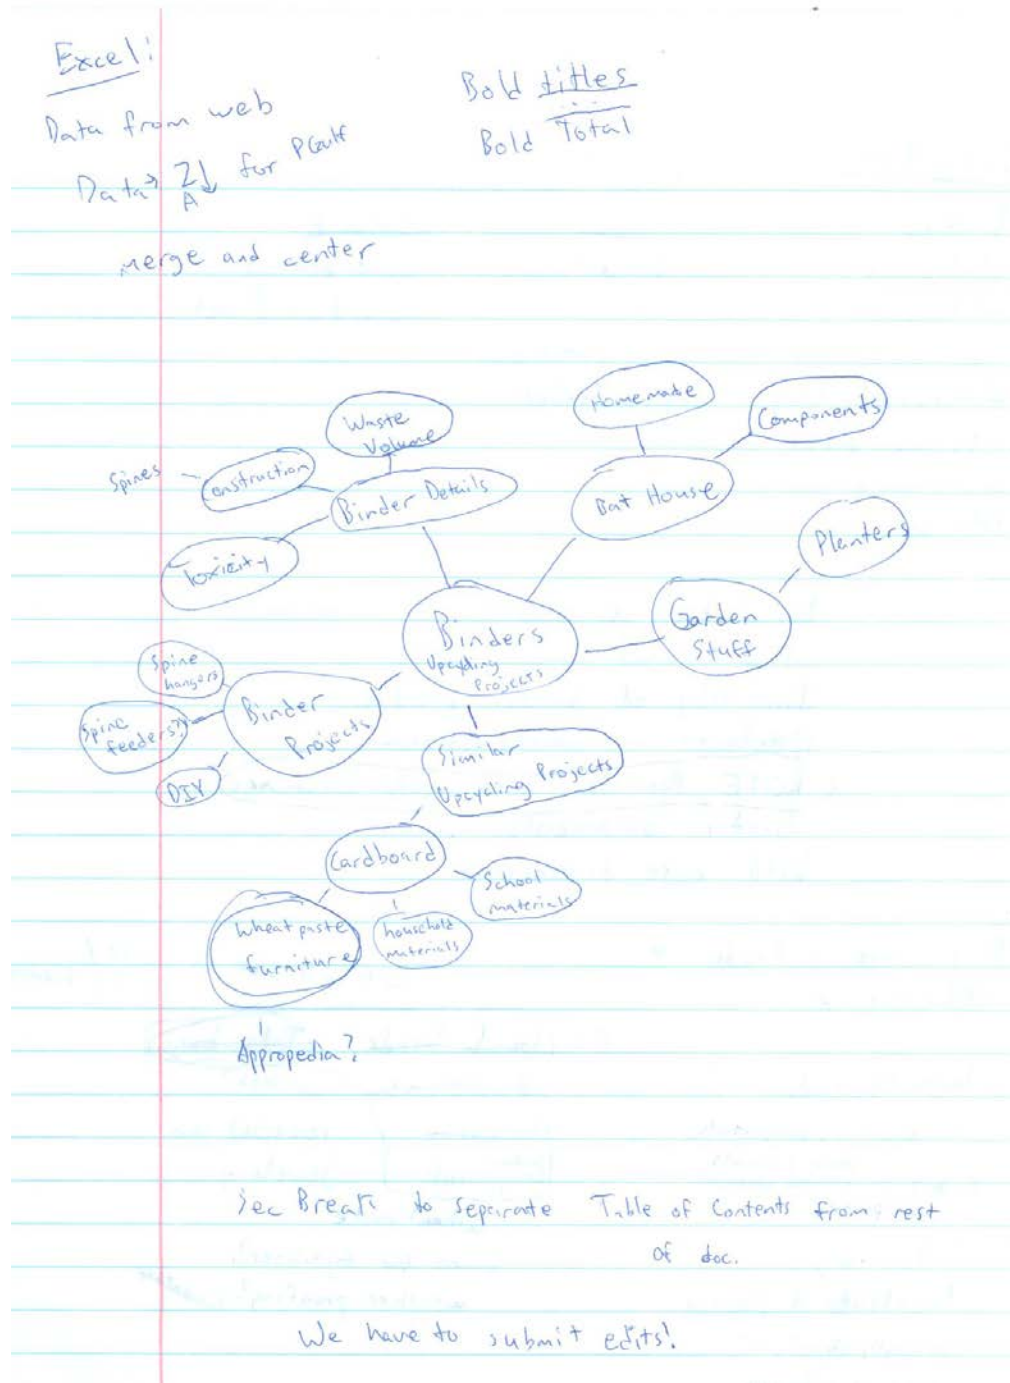 Excel:
Bold titles
Data from web
Bold Total
Data → Z A ↓ for
merge and center
Homemade
Components
Waste
Volume
Spines
Construction
Binder Details
Bat House
Planters
Toxicity
Garden
Stuff
Binders
Upcycling
Projects
Spine
hangers
Binder
Projects
Spine
feeders?
DIY
Similar
Upcycling Projects
Cardboard
School
materials
Wheat paste
furniture
household
materials
Appropedia?
Sec Break to separate Table of Contents from rest
of doc.
We have to submit edits!